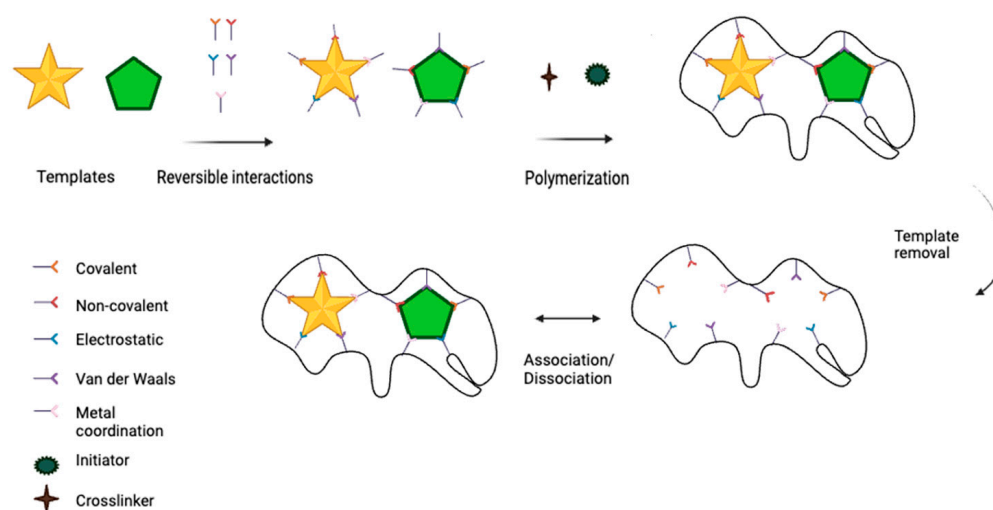 Templates
Reversible interactions
Polymerization
Template
removal
Covalent
Non-covalent
Electrostatic
Van der Waals
Metal
coordination
Initiator
Crosslinker
Association/
Dissociation